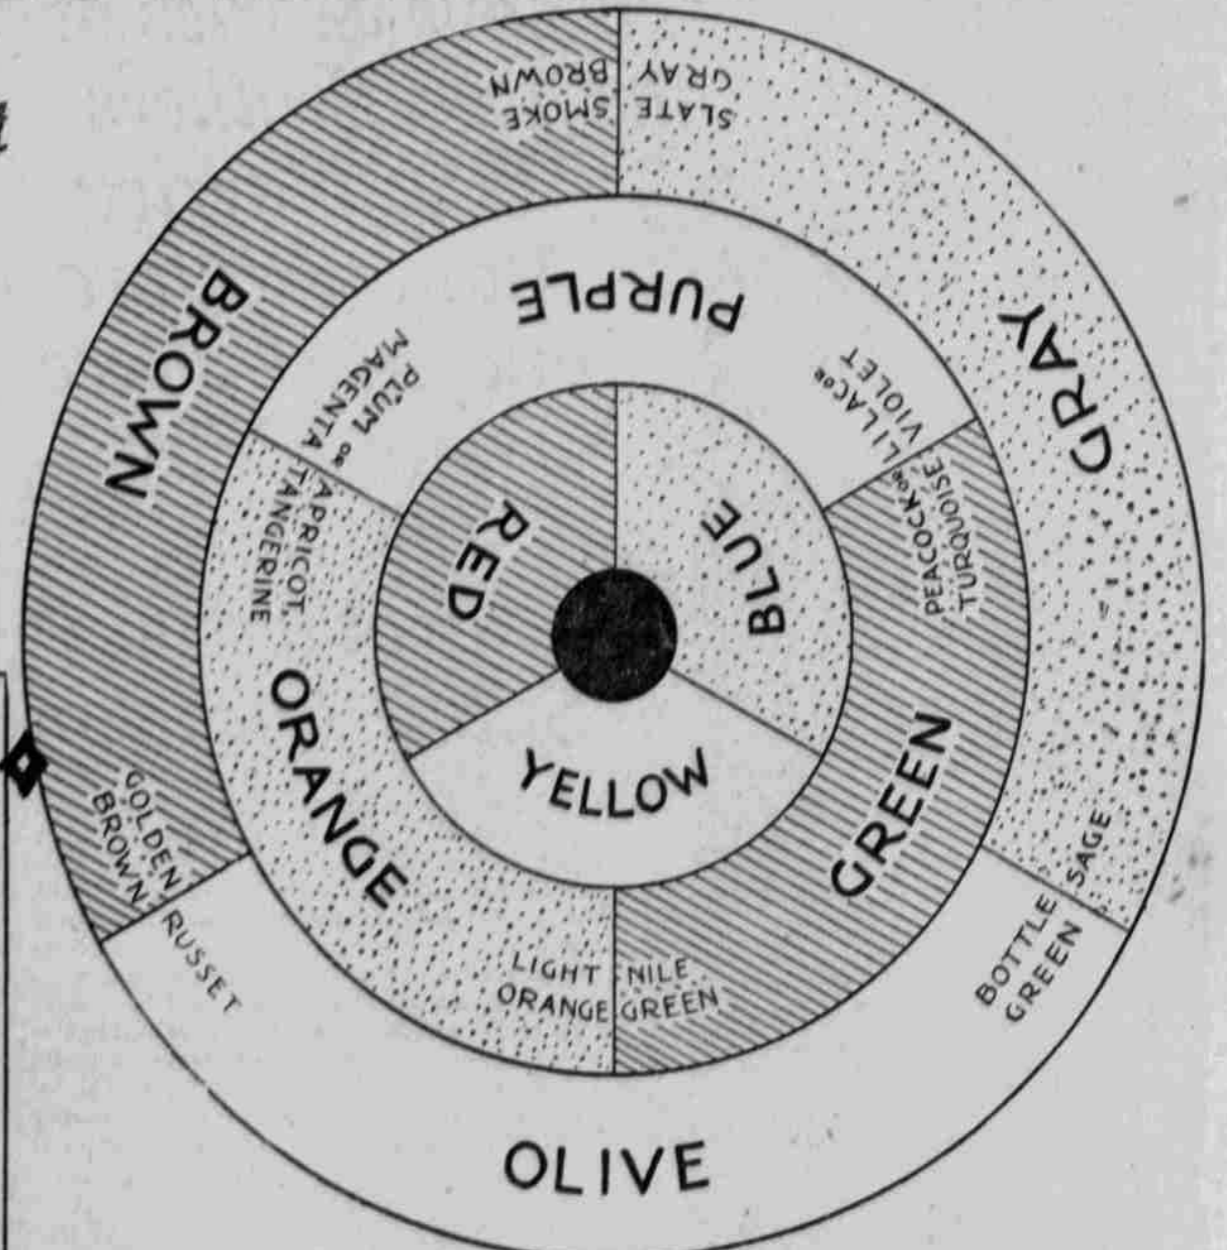 SMOKE
BROWN
SLATE
GRAY
BROWN
GRAY
GOLDEN
BROWN
SAGE
RUSSET
BOTTLE
GREEN
OLIVE
PURPLE
PLUM OR
MAGENTA
LILAC OR
VIOLET
APRICOT,
TANGERINE
PEACOCK OR
TURQUOISE
ORANGE
GREEN
LIGHT
ORANGE
NILE
GREEN
RED
BLUE
YELLOW